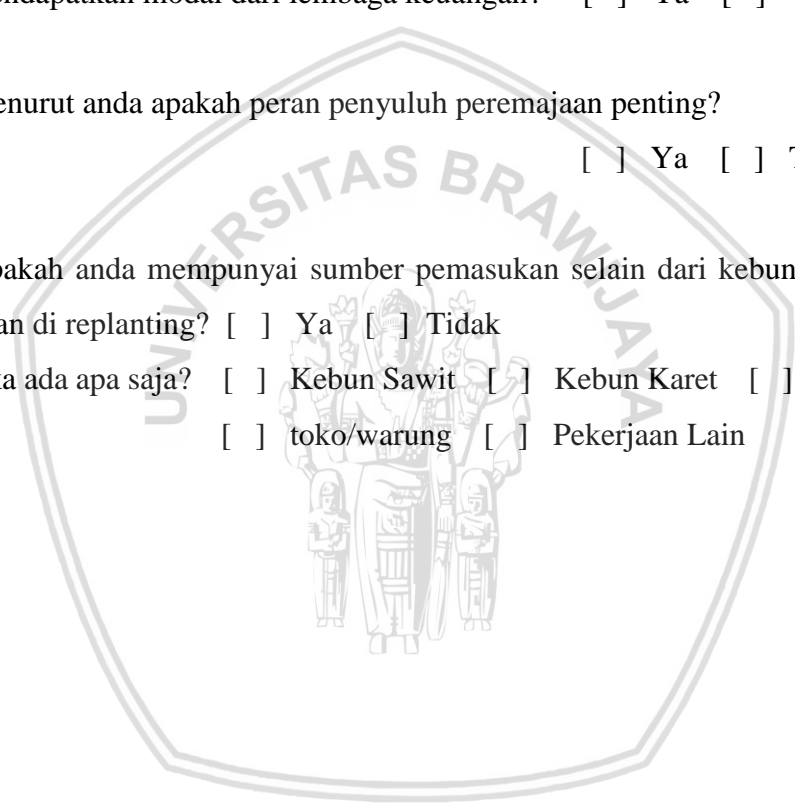 dapatkan modal dari lembaga keuangan? [ ] Ya [ ]
enurut anda apakah peran penyuluh peremajaan penting?
[ ] Ya [ ]
pakah anda mempunyai sumber pemasukan selain dari kebun
an di replanting? [ ] Ya [ ] Tidak
ka ada apa saja? [ ] Kebun Sawit [ ] Kebun Karet [ ]
[ ] toko/warung [ ] Pekerjaan Lain
UNIVERSITAS BRAWIJAYA